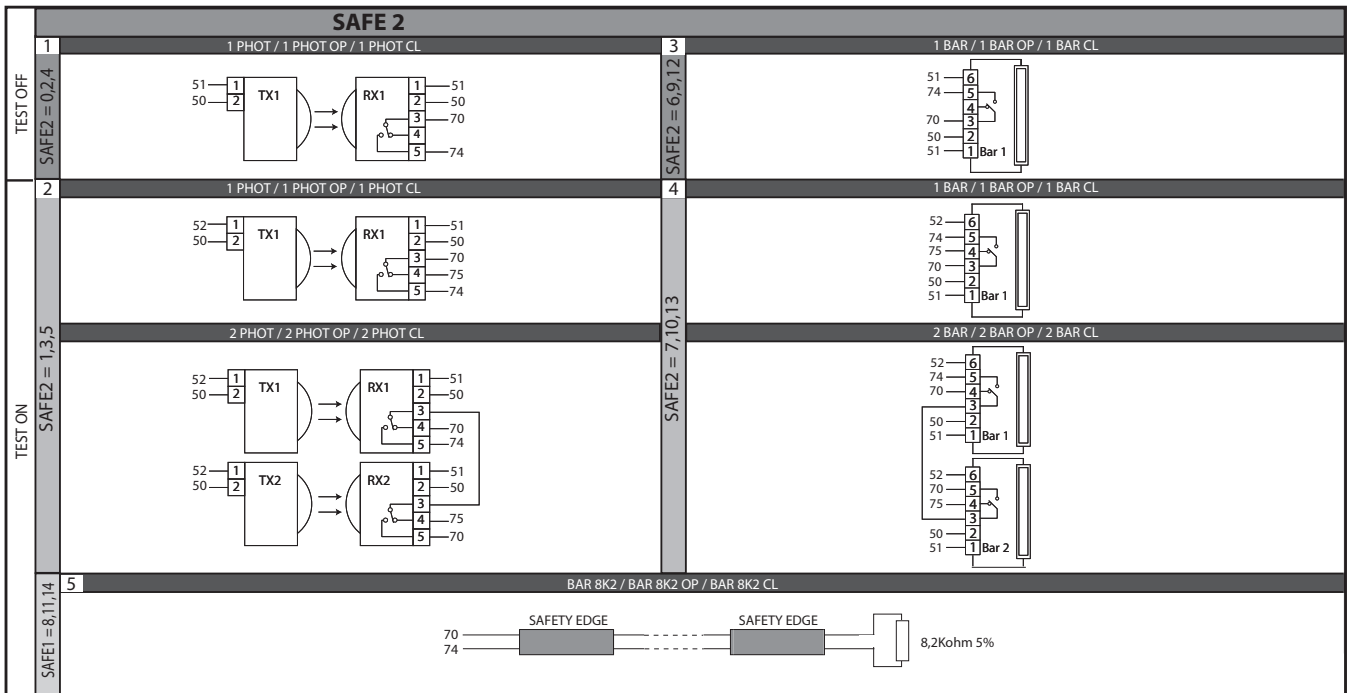 SAFE 2
TEST OFF
SAFE2 = 0,2,4
1
1 PHOT / 1 PHOT OP / 1 PHOT CL
51 1
50 2
TX1
RX1
1 51
2 50
3 70
4
5 74
SAFE2 = 6,9,12
3
1 BAR / 1 BAR OP / 1 BAR CL
51 6
74 5
4
70 3
50 2
51 1 Bar 1
TEST ON
SAFE2 = 1,3,5
2
1 PHOT / 1 PHOT OP / 1 PHOT CL
52 1
50 2
TX1
RX1
1 51
2 50
3 70
4 75
5 74
2 PHOT / 2 PHOT OP / 2 PHOT CL
52 1
50 2
TX1
RX1
1 51
2 50
3
4 70
5 74
52 1
50 2
TX2
RX2
1 51
2 50
3
4 75
5 70
SAFE2 = 7,10,13
4
1 BAR / 1 BAR OP / 1 BAR CL
52 6
74 5
75 4
70 3
50 2
51 1 Bar 1
2 BAR / 2 BAR OP / 2 BAR CL
52 6
74 5
70 4
3
50 2
51 1 Bar 1
52 6
70 5
75 4
3
50 2
51 1 Bar 2
SAFE1 = 8,11,14
5
BAR 8K2 / BAR 8K2 OP / BAR 8K2 CL
70
74
SAFETY EDGE
SAFETY EDGE
8,2Kohm 5%